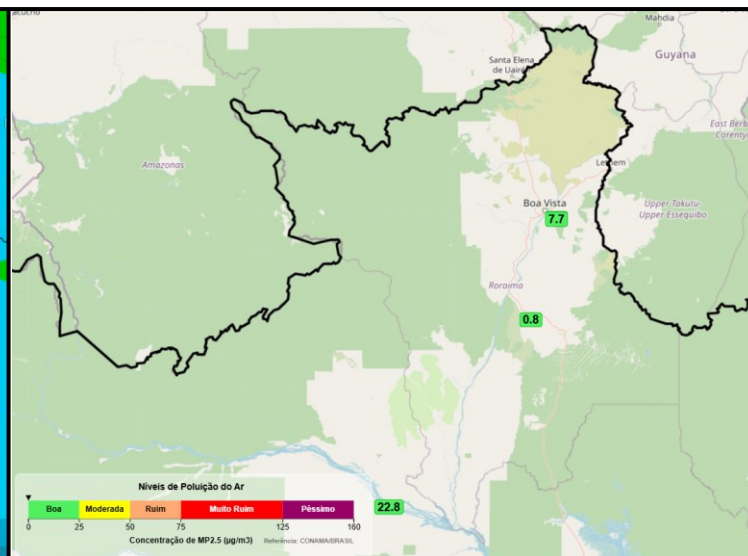 Mahdia
Guyana
Santa Elena
de Uairén
East Berb
Corentyn
Amazonas
Lethem
Boa Vista
7.7
Upper Takutu
Upper Essequibo
Roraima
0.8
Níveis de Poluição do Ar
Boa Moderada Ruim Muito Ruim Péssimo
0 25 50 75 125 160
22.8
Concentração de MP2.5 (µg/m3) Referência: CONAMA/BRASIL